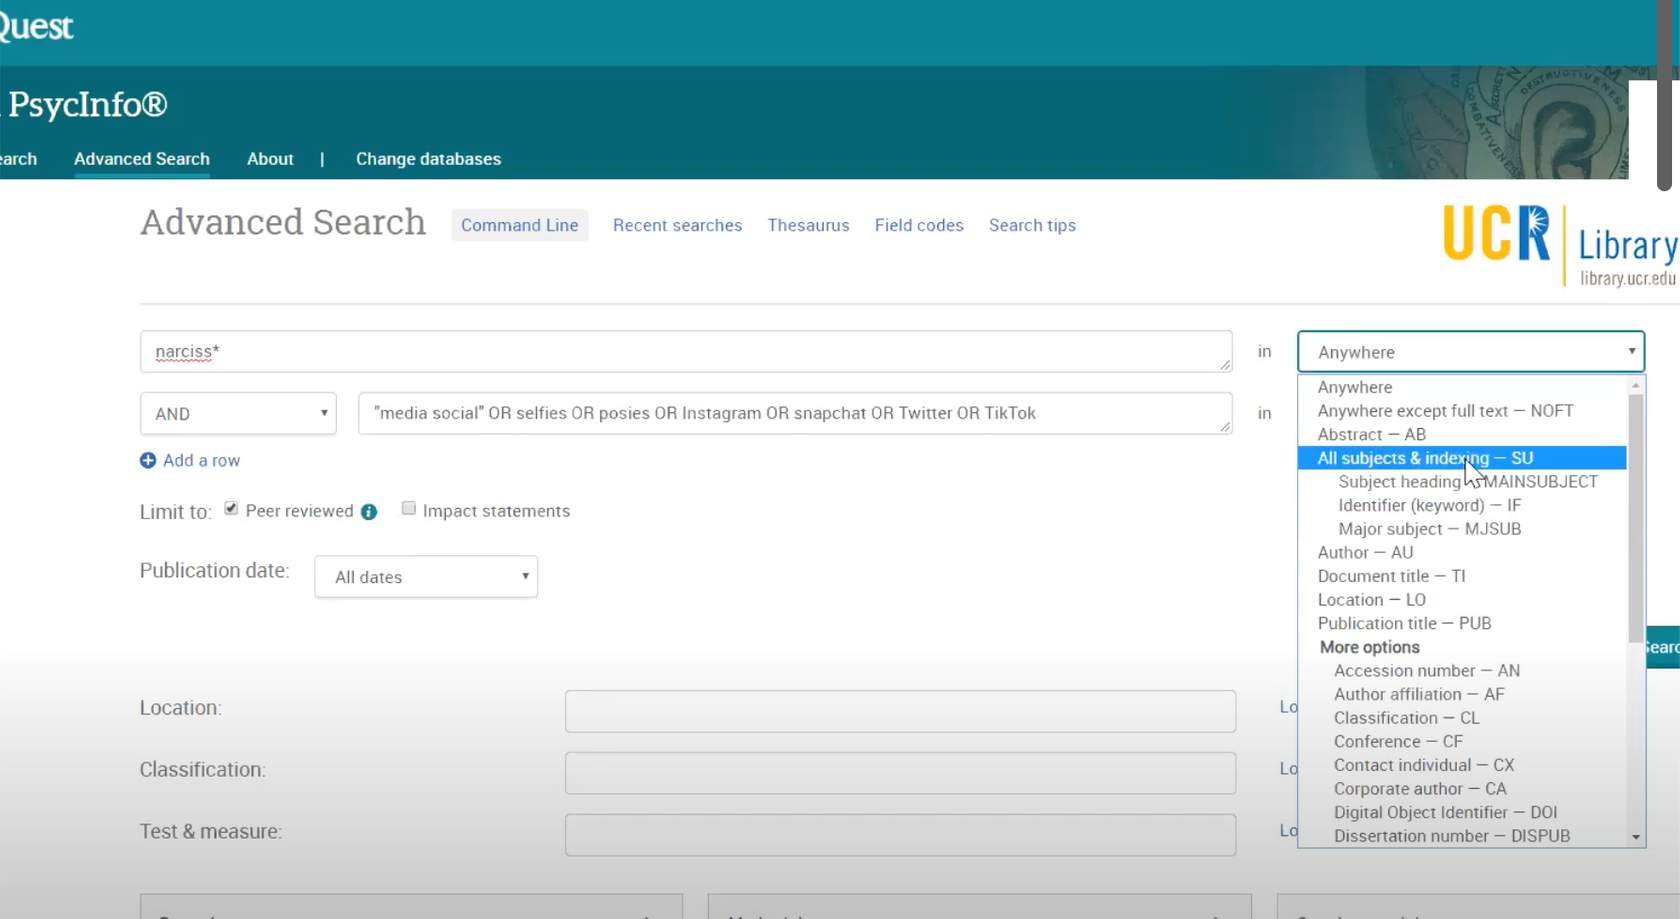 Quest
PsycInfo®
earch Advanced Search About | Change databases
Advanced Search Command Line Recent searches Thesaurus Field codes Search tips
UCR Library
library.ucr.edu
narciss* in Anywhere
AND "media social" OR selfies OR posies OR Instagram OR snapchat OR Twitter OR TikTok in
Add a row
Limit to: Peer reviewed i Impact statements
Publication date: All dates
Anywhere
Anywhere except full text — NOFT
Abstract — AB
All subjects & indexing — SU
Subject heading MAINSUBJECT
Identifier (keyword) — IF
Major subject — MJSUB
Author — AU
Document title — TI
Location — LO
Publication title — PUB
More options
Accession number — AN
Author affiliation — AF
Classification — CL
Conference — CF
Contact individual — CX
Corporate author — CA
Digital Object Identifier — DOI
Dissertation number — DISPUB
Searc
Location: Lo
Classification: Lo
Test & measure: Lo